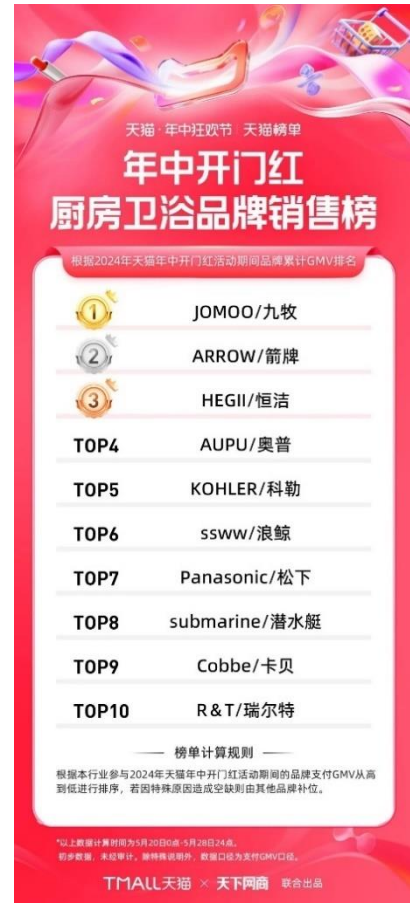 天猫·年中狂欢节 天猫榜单
年中开门红
厨房卫浴品牌销售榜
根据2024年天猫年中开门红活动期间品牌累计GMV排名
1 JOMOO/九牧
2 ARROW/箭牌
3 HEGII/恒洁
TOP4 AUPU/奥普
TOP5 KOHLER/科勒
TOP6 ssww/浪鲸
TOP7 Panasonic/松下
TOP8 submarine/潜水艇
TOP9 Cobbe/卡贝
TOP10 R&T/瑞尔特
榜单计算规则
根据本行业参与2024年天猫年中开门红活动期间的品牌支付GMV从高
到低进行排序，若因特殊原因造成空缺则由其他品牌补位。
*以上数据计算时间为5月20日0点-5月28日24点。
初步数据，未经审计。除特殊说明外，数据口径为支付GMV口径。
TMALL天猫 × 天下网商 联合出品